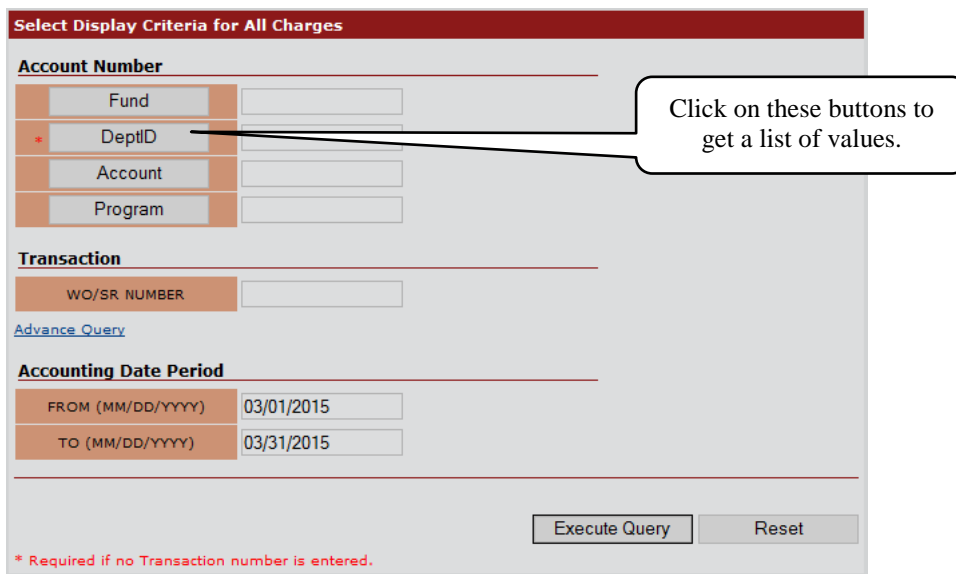 Select Display Criteria for All Charges
Account Number
Fund
Click on these buttons to
* DeptID
get a list of values.
Account
Program
Transaction
WO/SR NUMBER
Advance Query
Accounting Date Period
FROM (MM/DD/YYYY) 03/01/2015
TO (MM/DD/YYYY) 03/31/2015
Execute Query Reset
* Required if no Transaction number is entered.